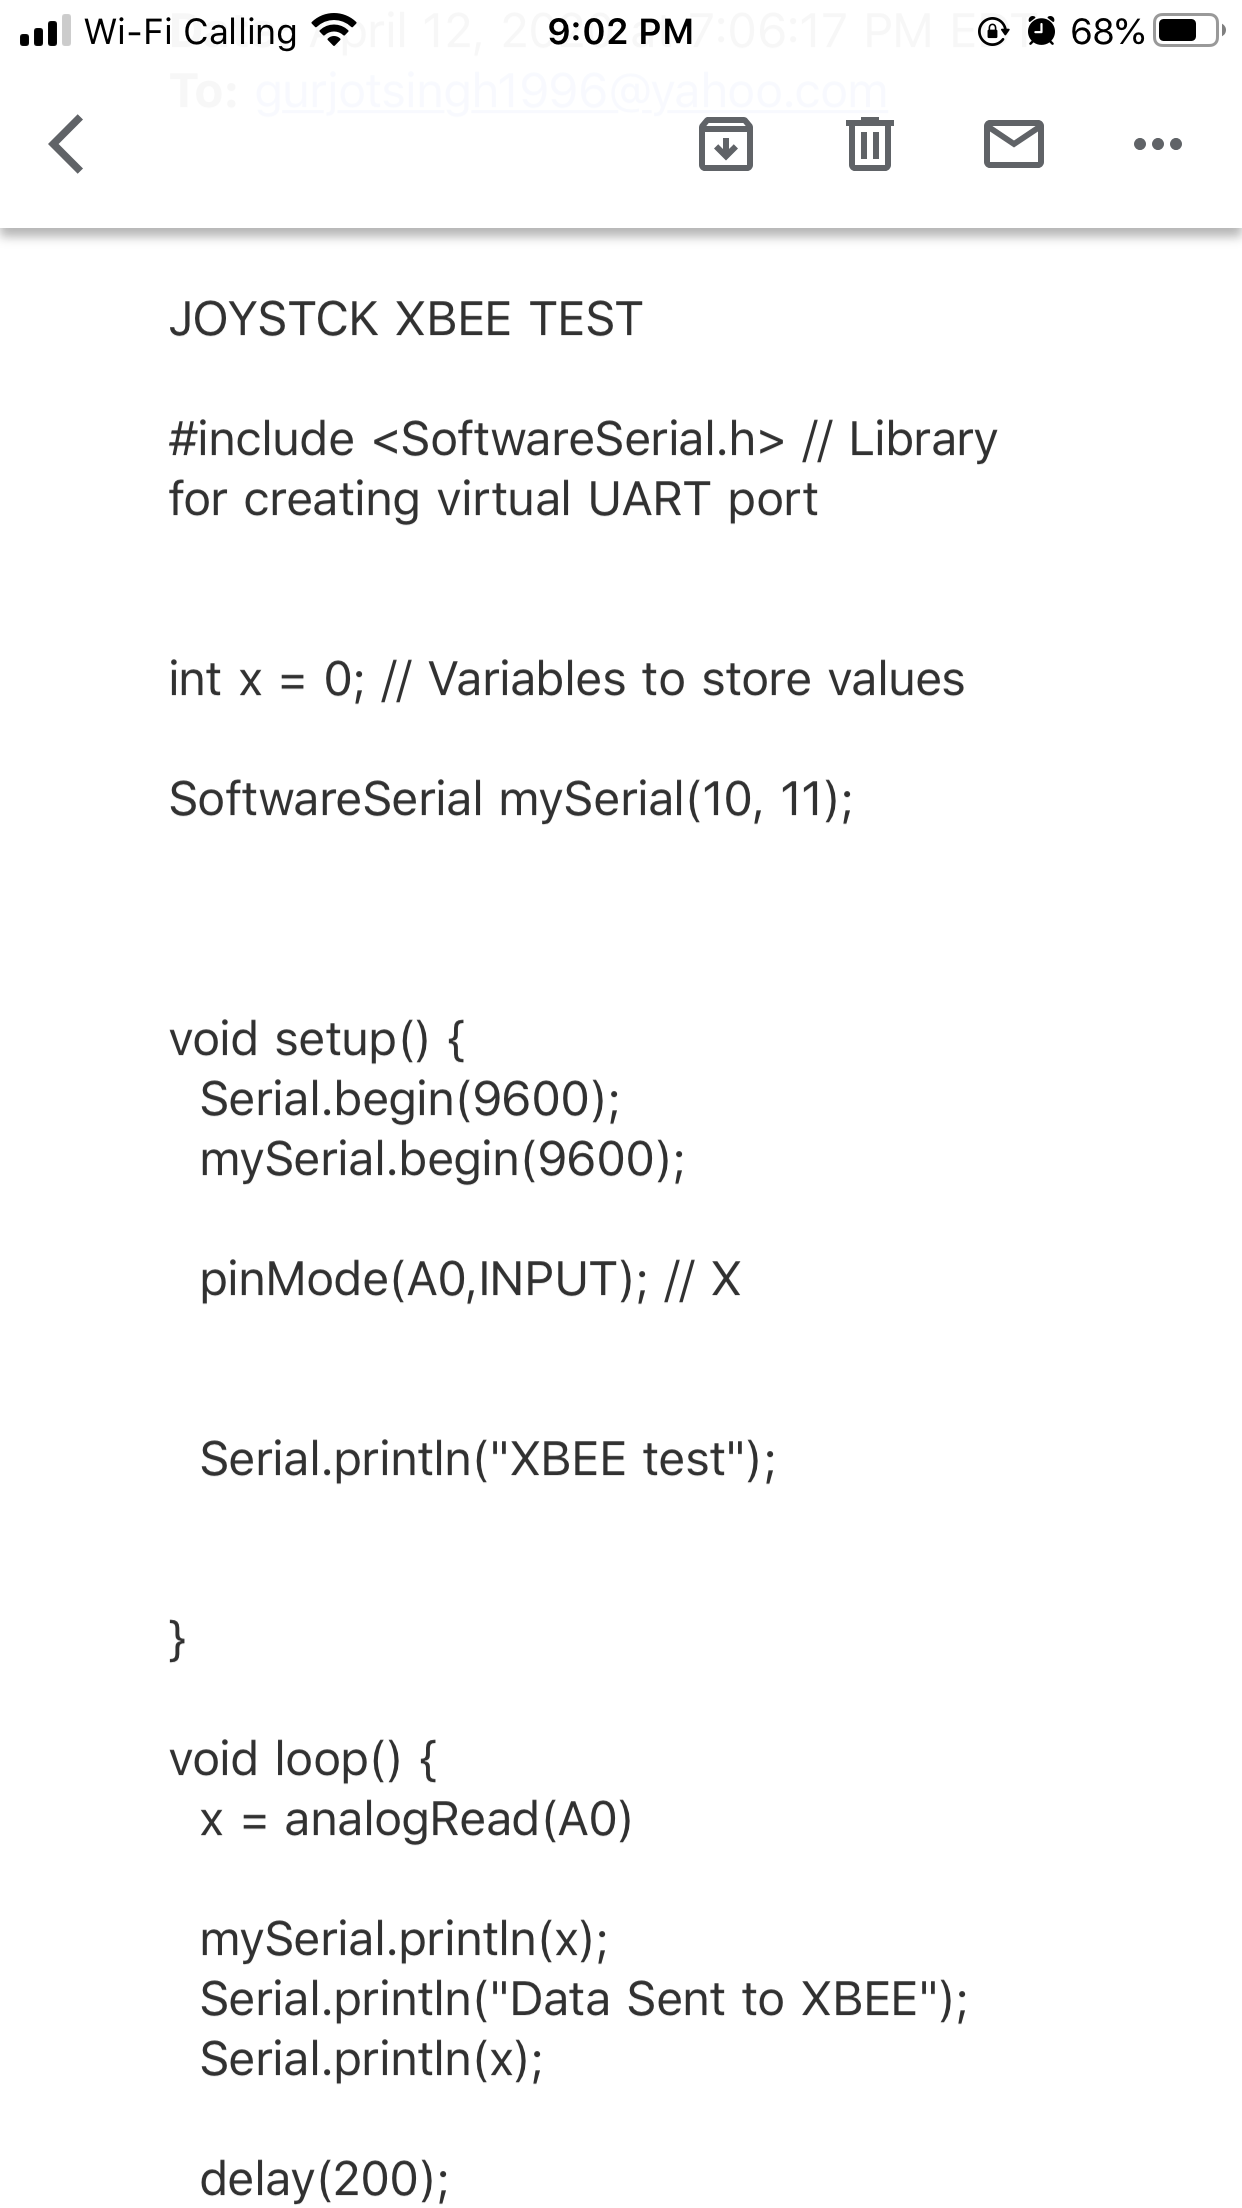 Wi-Fi Calling 9:02 PM 68%
April 12, 7:06:17 PM
To: gurjotsingh1996@yahoo.com
JOYSTCK XBEE TEST
#include <SoftwareSerial.h> // Library
for creating virtual UART port
int x = 0; // Variables to store values
SoftwareSerial mySerial(10, 11);
void setup() {
Serial.begin(9600);
mySerial.begin(9600);
pinMode(A0,INPUT); // X
Serial.println("XBEE test");
}
void loop() {
x = analogRead(A0)
mySerial.println(x);
Serial.println("Data Sent to XBEE");
Serial.println(x);
delay(200);